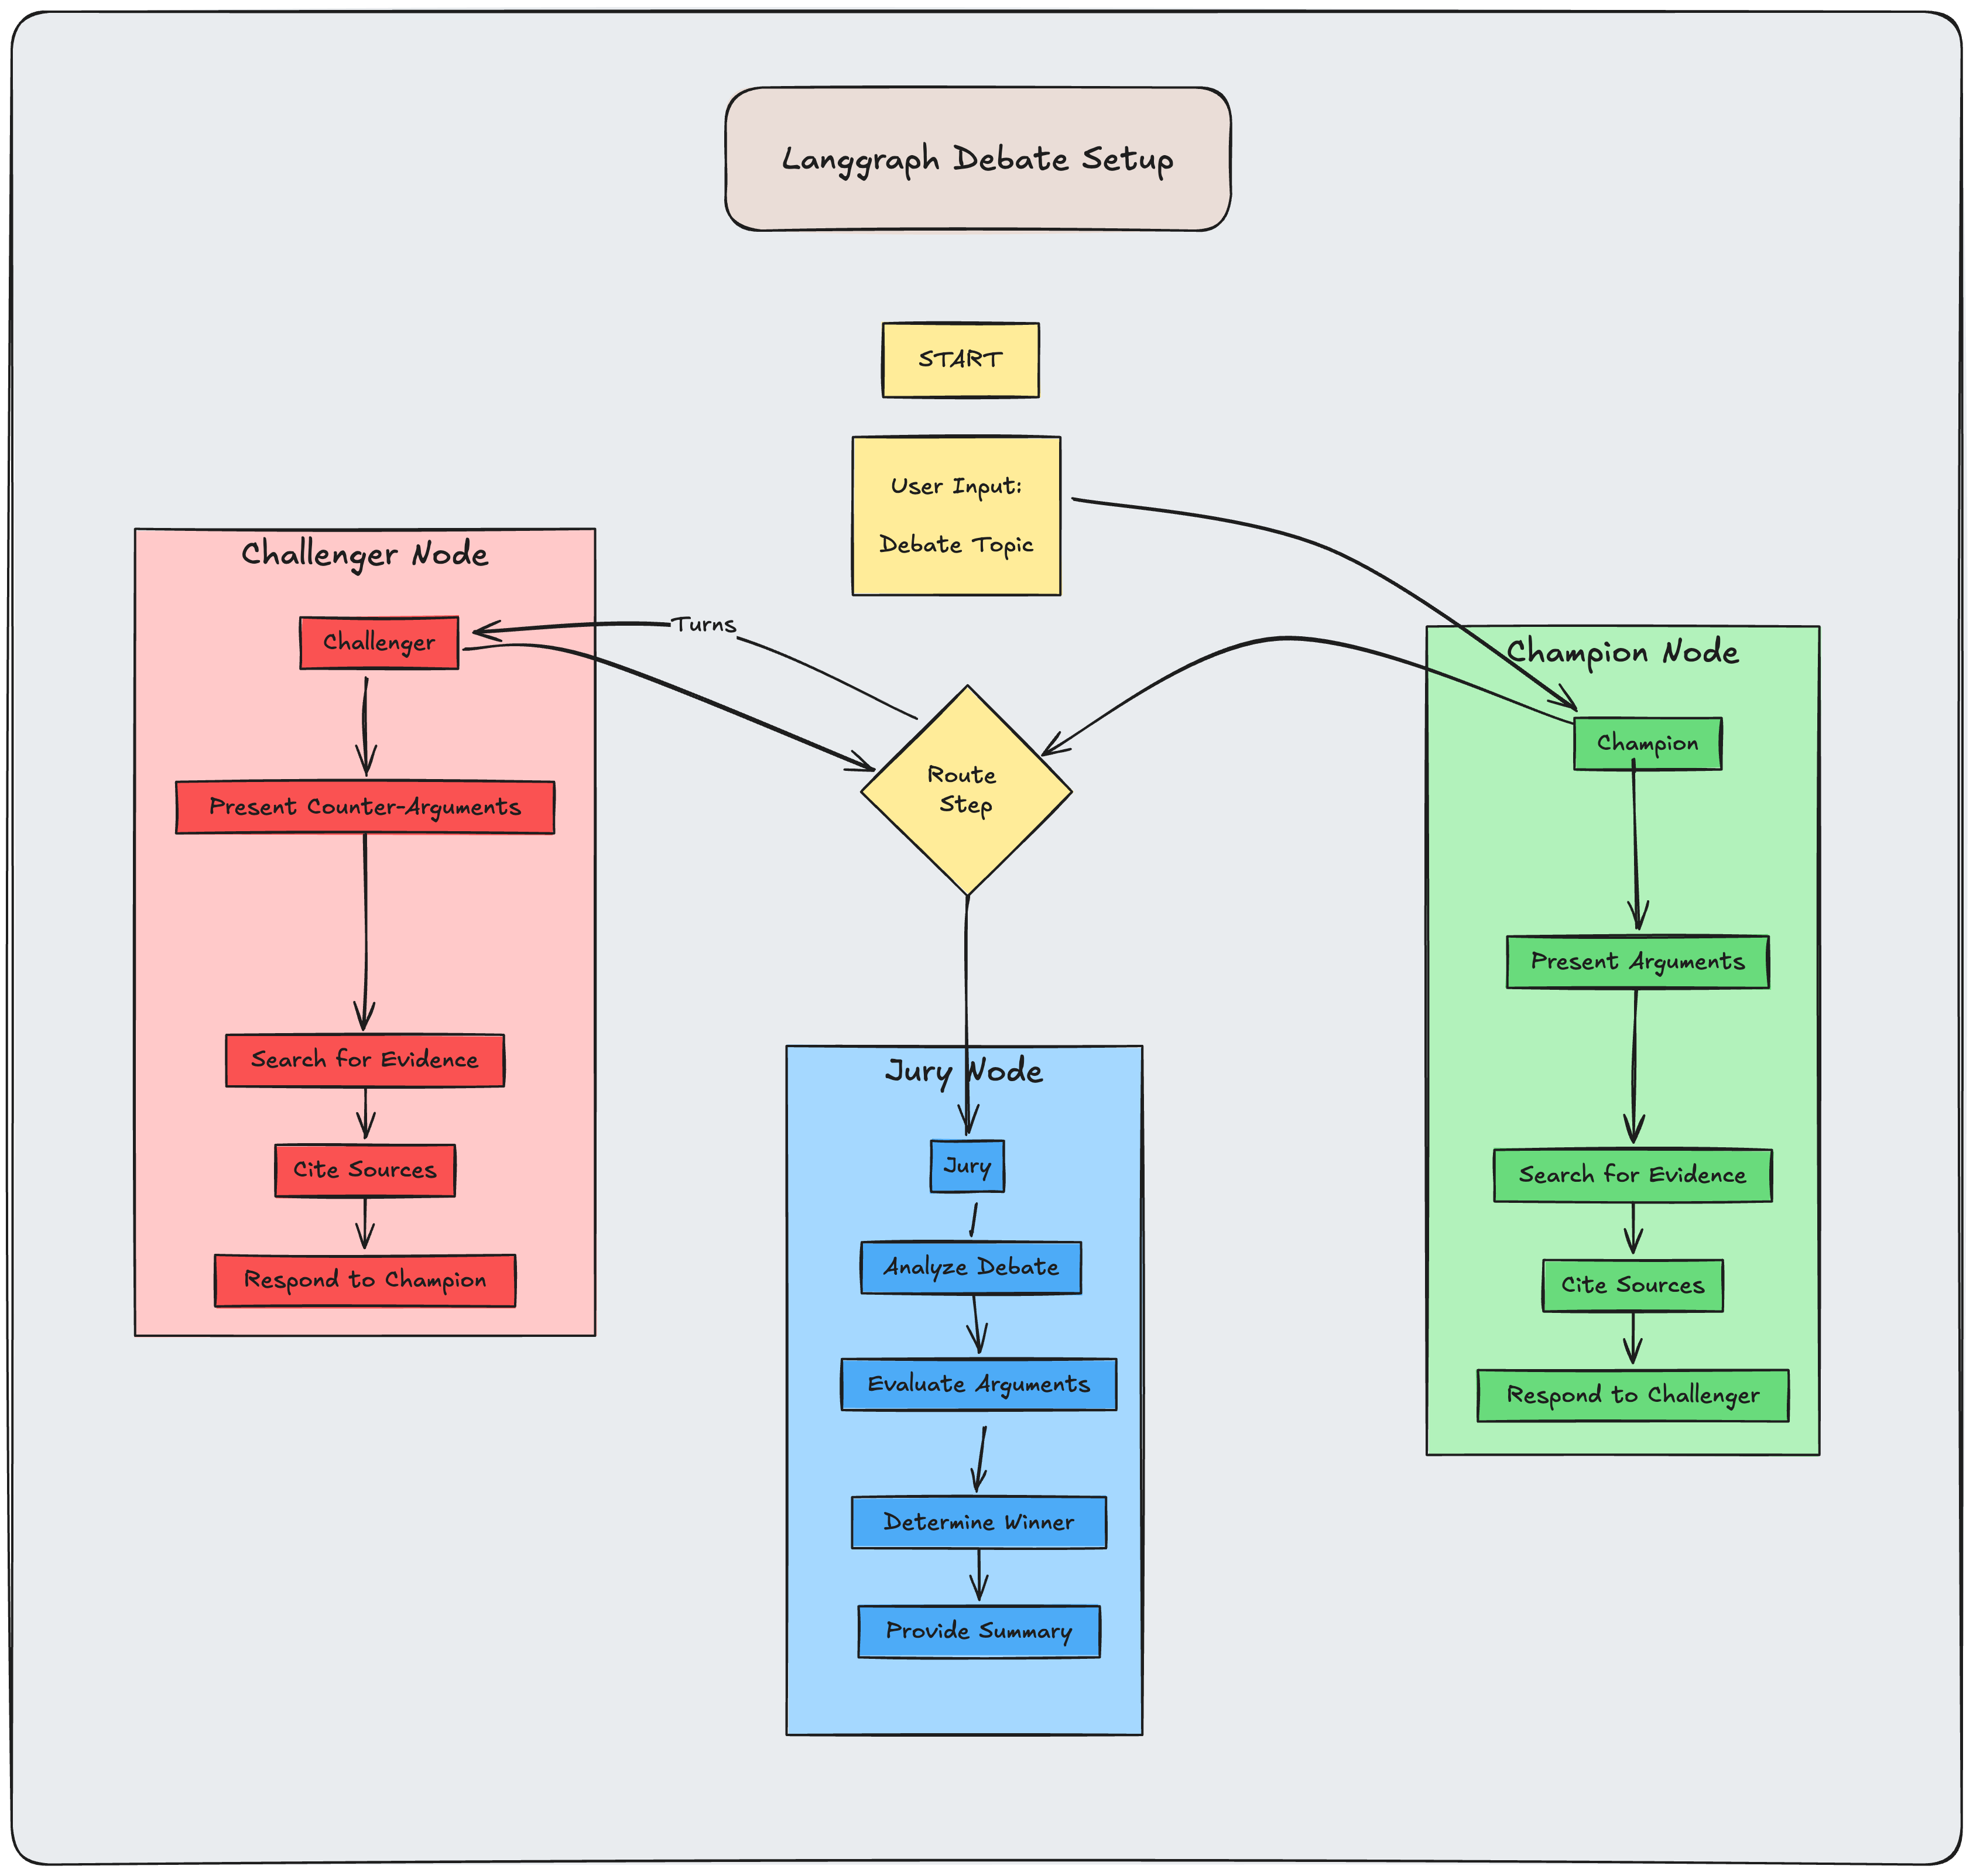 Langgraph Debate Setup
START
User Input:
Debate Topic
Challenger Node
Challenger
Turns
Present Counter-Arguments
Search for Evidence
Cite Sources
Respond to Champion
Route
Step
Champion Node
Champion
Present Arguments
Search for Evidence
Cite Sources
Respond to Challenger
Jury Node
Jury
Analyze Debate
Evaluate Arguments
Determine Winner
Provide Summary